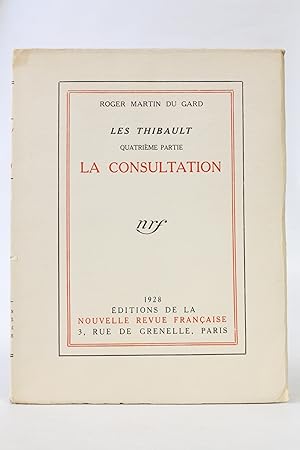 ROGER MARTIN DU GARD
LES THIBAULT
QUATRIÈME PARTIE
LA CONSULTATION
nrf
1928
ÉDITIONS DE LA
NOUVELLE REVUE FRANÇAISE
3, RUE DE GRENELLE, PARIS